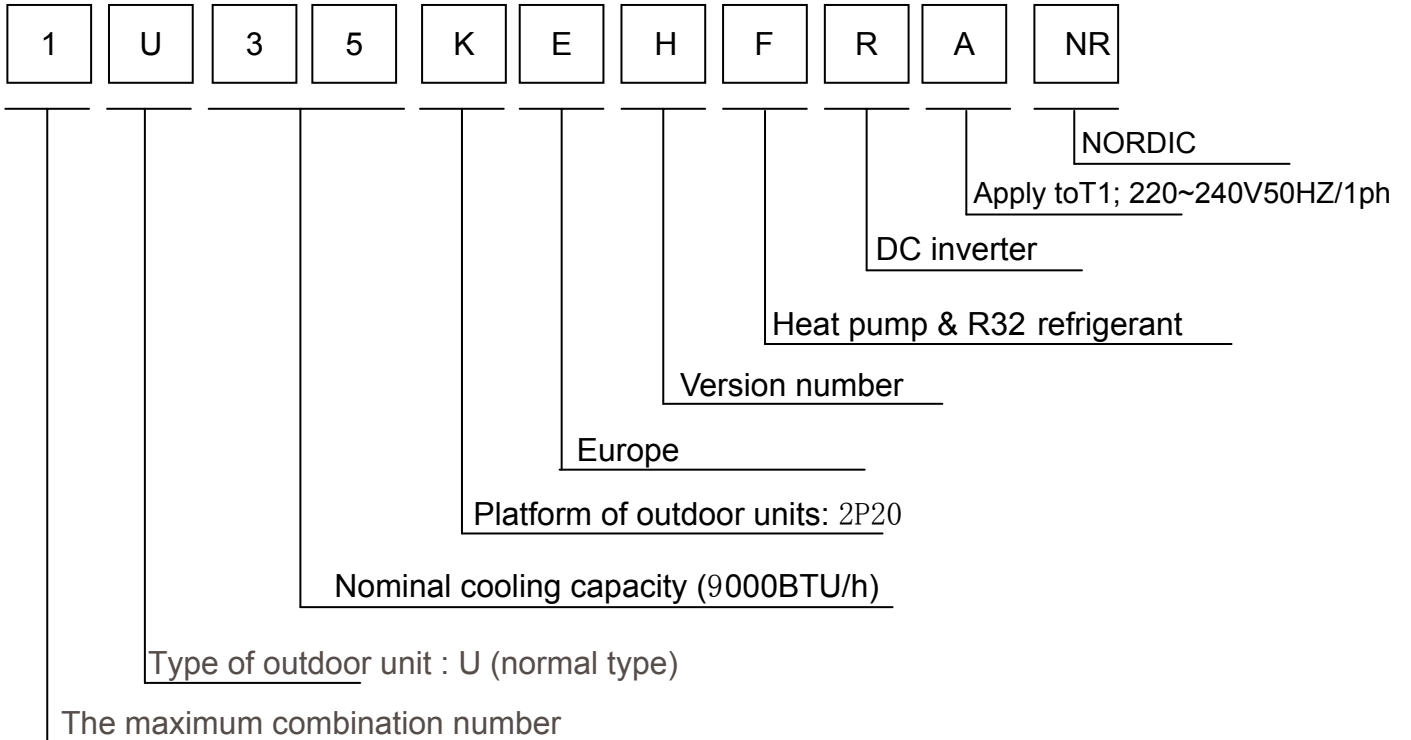 1 U 3 5 K E H F R A NR
NORDIC
Apply toT1; 220~240V50HZ/1ph
DC inverter
Heat pump & R32 refrigerant
Version number
Europe
Platform of outdoor units: 2P20
Nominal cooling capacity (9000BTU/h)
Type of outdoor unit : U (normal type)
The maximum combination number